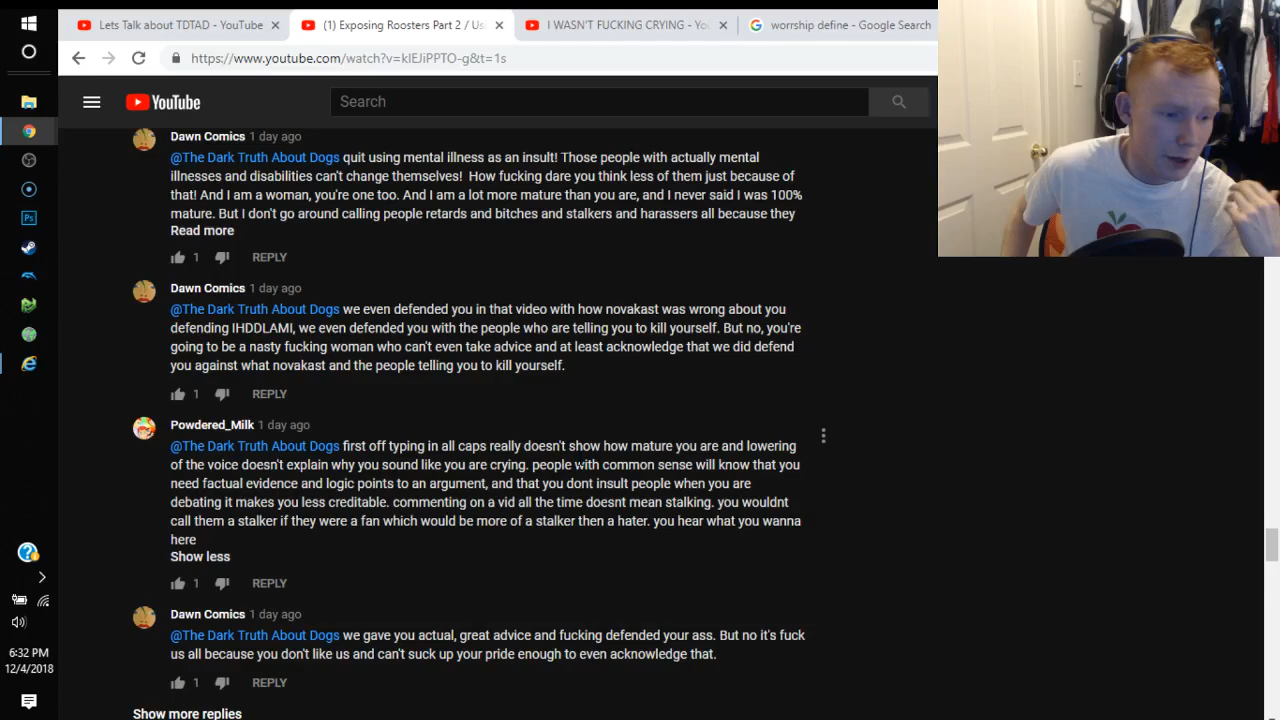 Lets Talk about TDTAD - YouTube
(1) Exposing Roosters Part 2 / Us
I WASN'T FUCKING CRYING - Yo
worrship define - Google Search
https://www.youtube.com/watch?v=kIEJiPPTO-g&t=1s
YouTube
Search
Dawn Comics 1 day ago
@The Dark Truth About Dogs quit using mental illness as an insult! Those people with actually mental
illnesses and disabilities can't change themselves! How fucking dare you think less of them just because of
that! And I am a woman, you're one too. And I am a lot more mature than you are, and I never said I was 100%
mature. But I don't go around calling people retards and bitches and stalkers and harassers all because they
Read more
1 REPLY
Dawn Comics 1 day ago
@The Dark Truth About Dogs we even defended you in that video with how novakast was wrong about you
defending IHDDLAMI, we even defended you with the people who are telling you to kill yourself. But no, you're
going to be a nasty fucking woman who can't even take advice and at least acknowledge that we did defend
you against what novakast and the people telling you to kill yourself.
1 REPLY
Powdered_Milk 1 day ago
@The Dark Truth About Dogs first off typing in all caps really doesn't show how mature you are and lowering
of the voice doesn't explain why you sound like you are crying. people with common sense will know that you
need factual evidence and logic points to an argument, and that you dont insult people when you are
debating it makes you less creditable. commenting on a vid all the time doesnt mean stalking. you wouldnt
call them a stalker if they were a fan which would be more of a stalker then a hater. you hear what you wanna
here
Show less
1 REPLY
Dawn Comics 1 day ago
@The Dark Truth About Dogs we gave you actual, great advice and fucking defended your ass. But no it's fuck
us all because you don't like us and can't suck up your pride enough to even acknowledge that.
1 REPLY
Show more replies
Ps
6:32 PM
12/4/2018